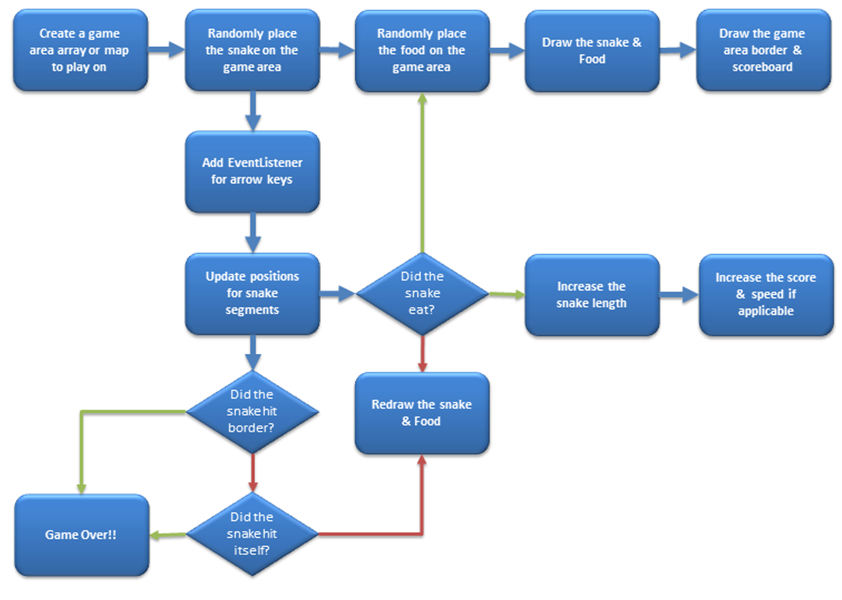 Create a game
area array or map
to play on
Randomly place
the snake on the
game area
Randomly place
the food on the
game area
Draw the snake &
Food
Draw the game
area border &
scoreboard
Add EventListener
for arrow keys
Update positions
for snake
segments
Did the
snake
eat?
Increase the
snake length
Increase the score
& speed if
applicable
Did the
snake hit
border?
Redraw the snake
& Food
Game Over!!
Did the
snake hit
itself?